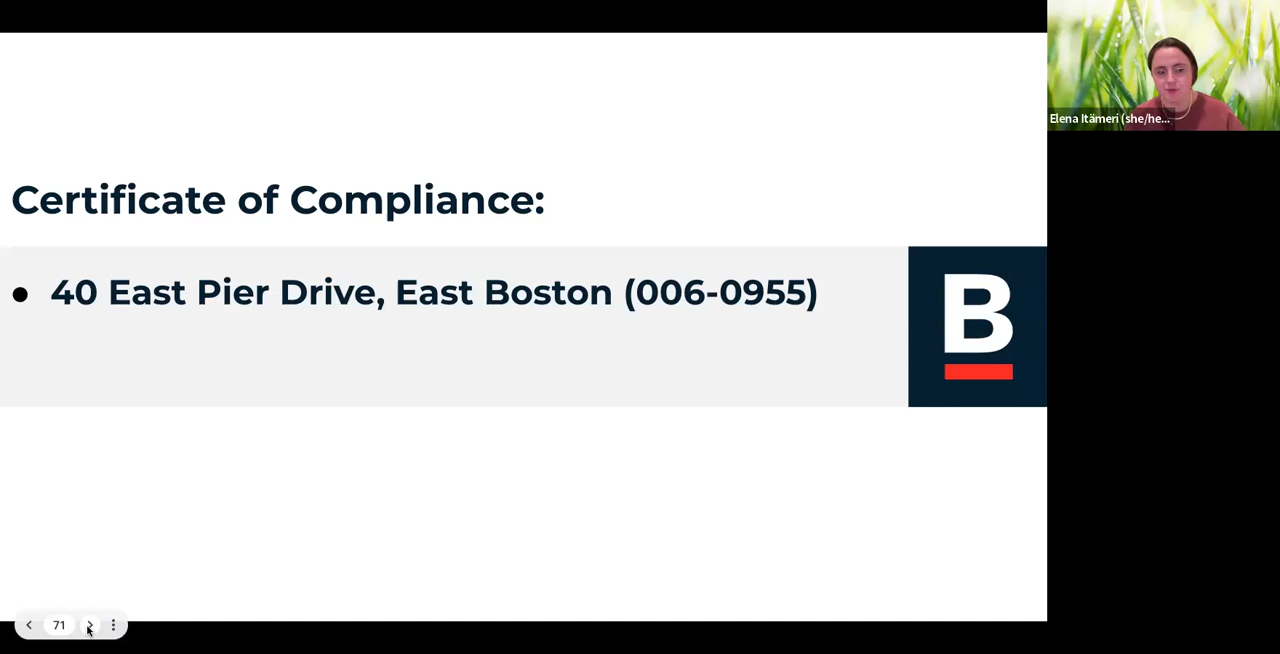 Elena Itämeri (she/he...
Certificate of Compliance:
● 40 East Pier Drive, East Boston (006-0955)
B
71